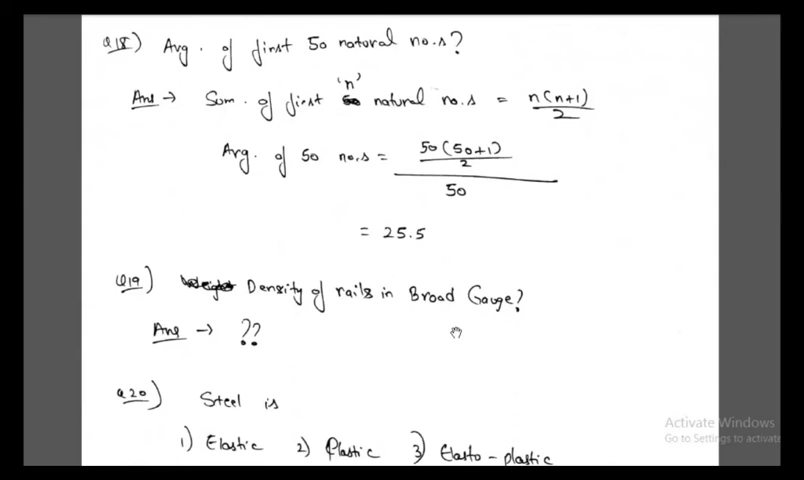 Q18) Avg. of first 50 natural no.s?
'n'
Ans → Sum. of first natural no.s = n(n+1)
2
Avg. of 50 no.s = 50(50+1)
2
50
= 25.5
Q19) Density of rails in Broad Gauge?
Ans → ??
Q20) Steel is
1) Elastic 2) Plastic 3) Elasto-plastic
Activate Windows
Go to Settings to activate